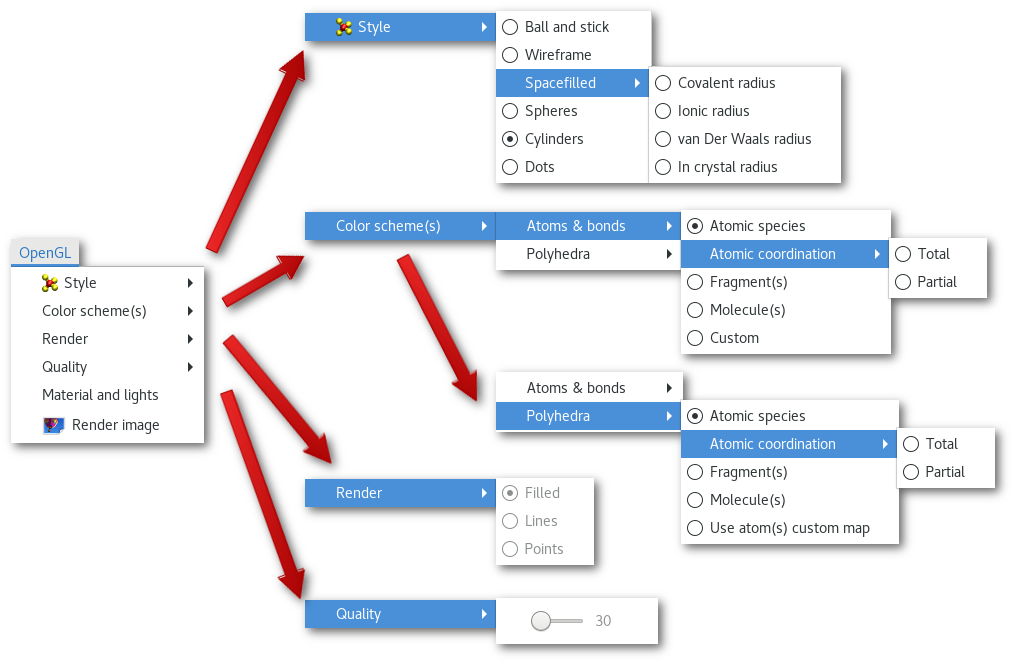 OpenGL
Style
Color scheme(s)
Render
Quality
Material and lights
Render image
Style
Ball and stick
Wireframe
Spacefilled
Spheres
Cylinders
Dots
Covalent radius
Ionic radius
van Der Waals radius
In crystal radius
Color scheme(s)
Atoms & bonds
Polyhedra
Atomic species
Atomic coordination
Fragment(s)
Molecule(s)
Custom
Total
Partial
Atoms & bonds
Polyhedra
Atomic species
Atomic coordination
Fragment(s)
Molecule(s)
Use atom(s) custom map
Total
Partial
Render
Filled
Lines
Points
Quality
30